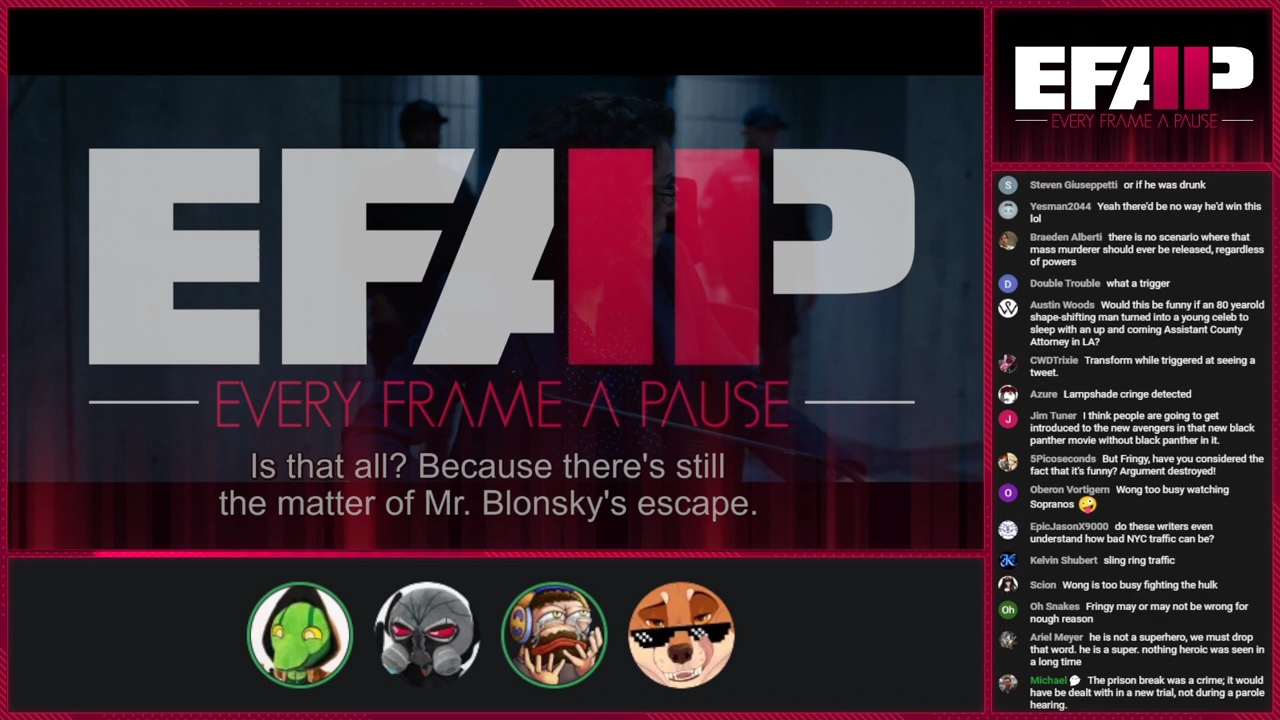 EFAP
EVERY FRAME A PAUSE
Is that all? Because there's still
the matter of Mr. Blonsky's escape.
EFAP
EVERY FRAME A PAUSE
S Steven Giuseppetti or if he was drunk
Yesman2044 Yeah there'd be no way he'd win this
lol
Braeden Alberti there is no scenario where that
mass murderer should ever be released, regardless
of powers
D Double Trouble what a trigger
Austin Woods Would this be funny if an 80 yearold
shape-shifting man turned into a young celeb to
sleep with an up and coming Assistant County
Attorney in LA?
CWDTrixie Transform while triggered at seeing a
tweet.
Azure Lampshade cringe detected
J Jim Tuner I think people are going to get
introduced to the new avengers in that new black
panther movie without black panther in it.
5Picoseconds But Fringy, have you considered the
fact that it's funny? Argument destroyed!
O Oberon Vortigern Wong too busy watching
Sopranos 🤪
EpicJasonX9000 do these writers even
understand how bad NYC traffic can be?
Kelvin Shubert sling ring traffic
Scion Wong is too busy fighting the hulk
Oh Oh Snakes Fringy may or may not be wrong for
nough reason
Ariel Meyer he is not a superhero, we must drop
that word. he is a super. nothing heroic was seen in
a long time
Michael The prison break was a crime; it would
have be dealt with in a new trial, not during a parole
hearing.